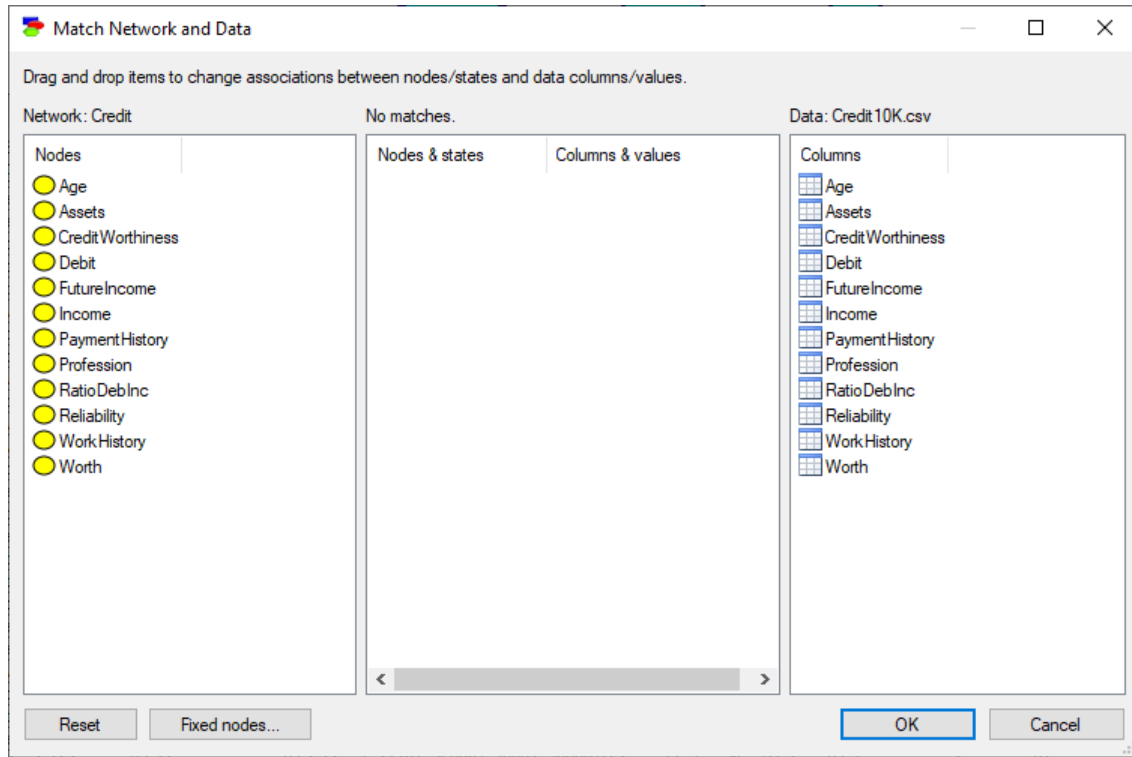 Match Network and Data
Drag and drop items to change associations between nodes/states and data columns/values.
Network: Credit
Nodes
Age
Assets
CreditWorthiness
Debit
FutureIncome
Income
PaymentHistory
Profession
RatioDebInc
Reliability
WorkHistory
Worth
No matches.
Nodes & states Columns & values
Data: Credit10K.csv
Columns
Age
Assets
CreditWorthiness
Debit
FutureIncome
Income
PaymentHistory
Profession
RatioDebInc
Reliability
WorkHistory
Worth
Reset Fixed nodes... OK Cancel